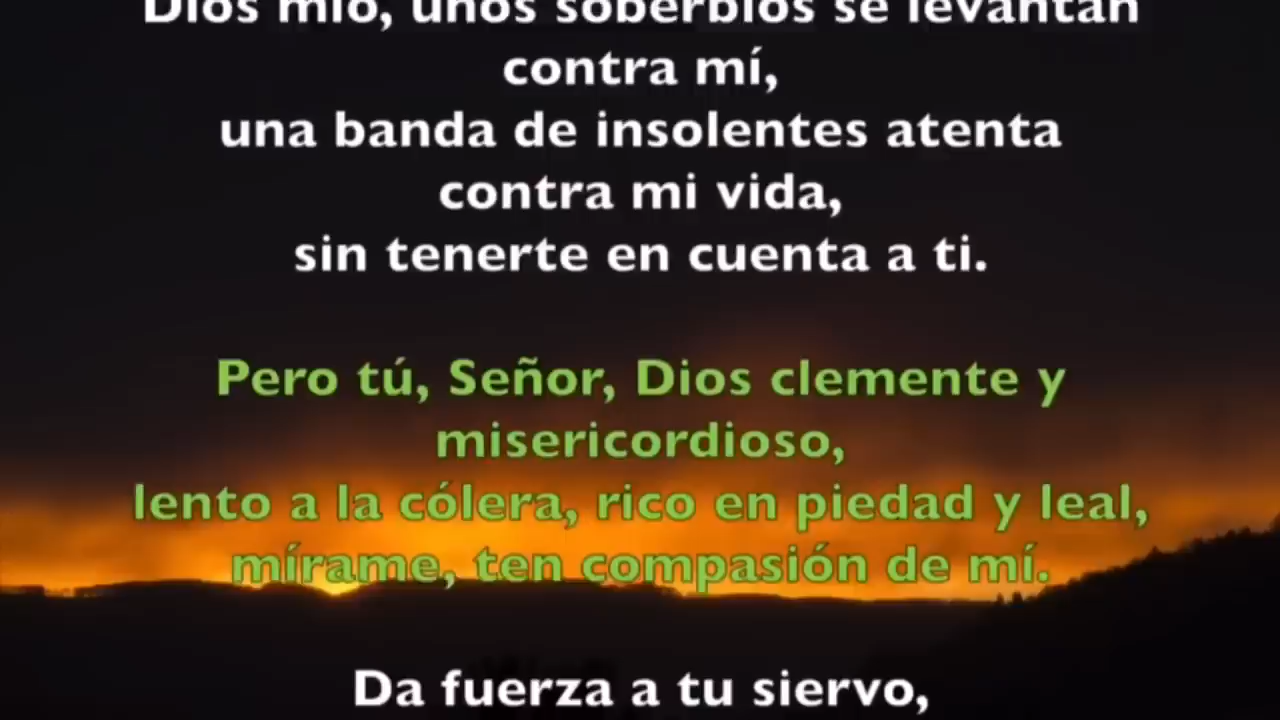 Dios mío, unos soberbios se levantan
contra mí,
una banda de insolentes atenta
contra mi vida,
sin tenerte en cuenta a ti.
Pero tú, Señor, Dios clemente y
misericordioso,
lento a la cólera, rico en piedad y leal,
mírame, ten compasión de mí.
Da fuerza a tu siervo,